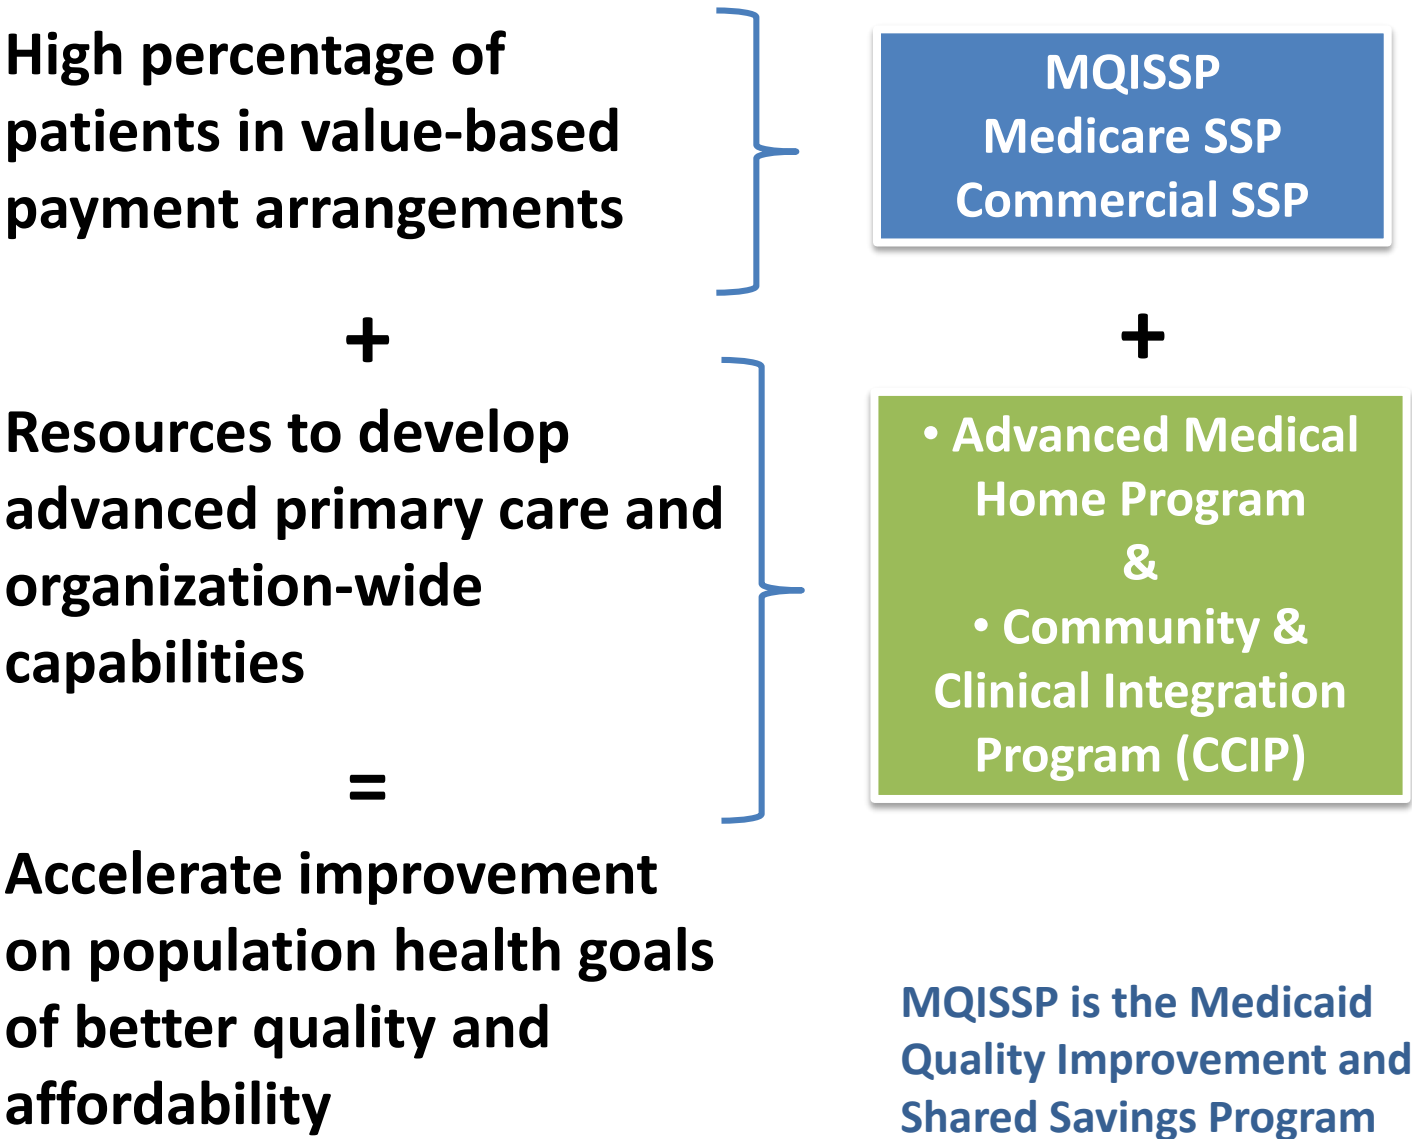 High percentage of
patients in value-based
payment arrangements
+
Resources to develop
advanced primary care and
organization-wide
capabilities
=
Accelerate improvement
on population health goals
of better quality and
affordability
MQISSP
Medicare SSP
Commercial SSP
+
• Advanced Medical
Home Program
&
• Community &
Clinical Integration
Program (CCIP)
MQISSP is the Medicaid
Quality Improvement and
Shared Savings Program